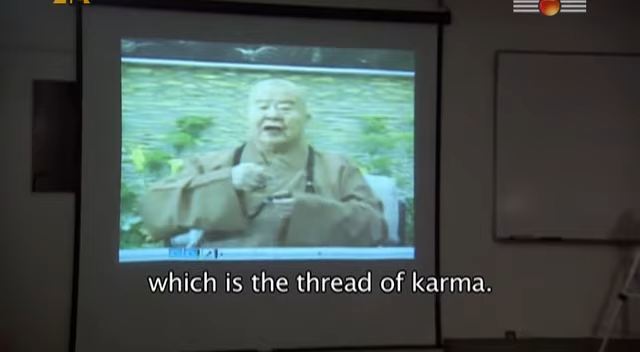 which is the thread of karma.